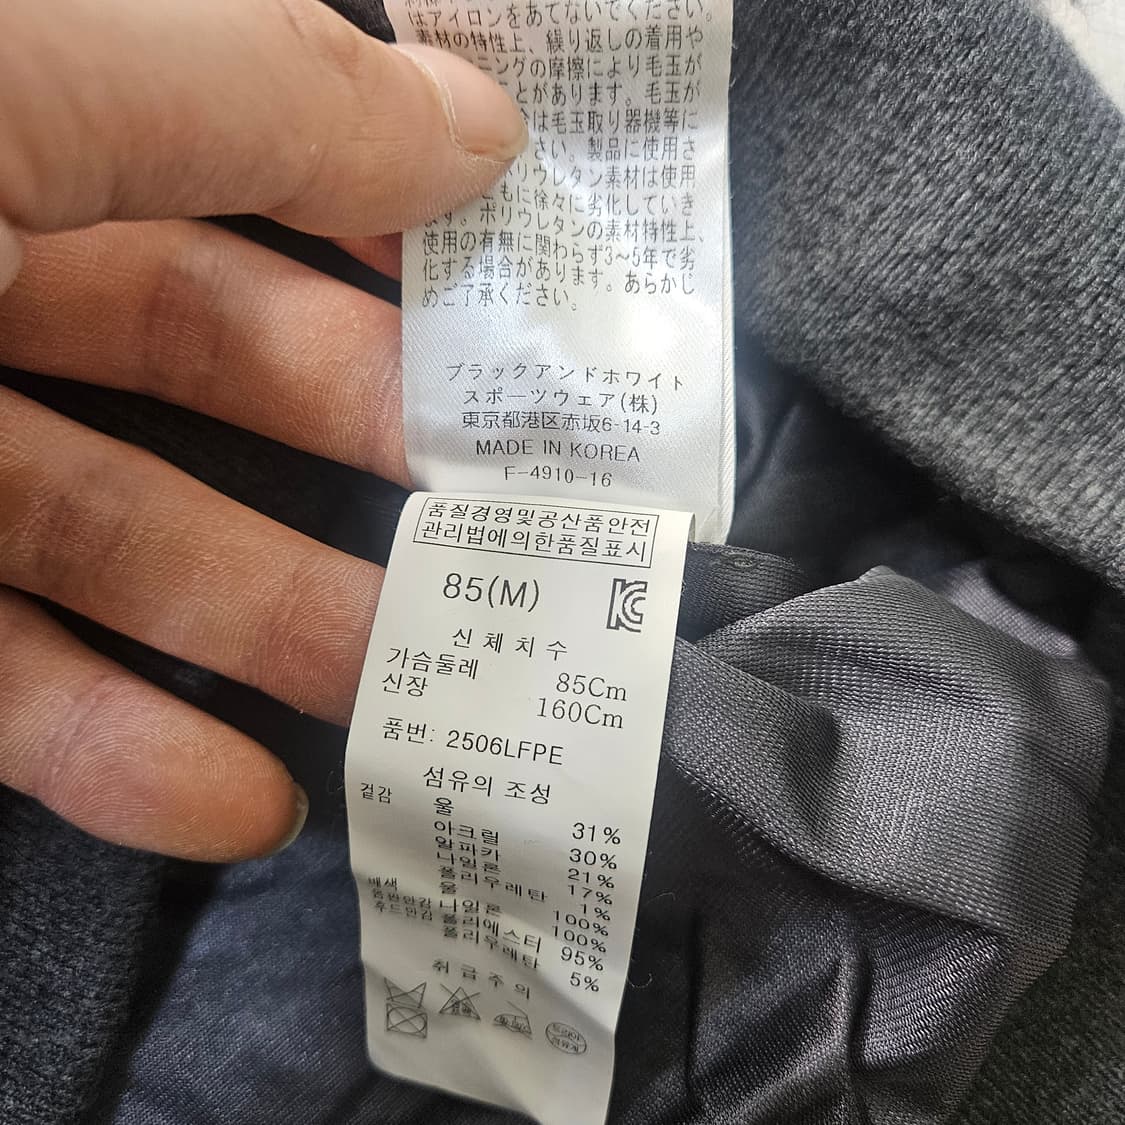 はアイロンをあてないでください。
素材の特性上、繰り返しの着用や
ニングの摩擦により毛玉が
とがあります。毛玉が
は毛玉取り器機等に
さい。製品に使用さ
リウレタン素材は使用
もに徐々に劣化していき
ます。ポリウレタンの素材特性上、
使用の有無に関わらず3~5年で劣
化する場合があります。あらかじ
めご了承ください。
ブラックアンドホワイト
スポーツウェア(株)
東京都港区赤坂6-14-3
MADE IN KOREA
F-4910-16
품질경영및공산품안전
관리법에의한품질표시
85(M)
신체치수
가슴둘레 85Cm
신장 160Cm
품번: 2506LFPE
섬유의 조성
겉감 울 31%
아크릴 30%
알파카 21%
나일론 17%
폴리우레탄 1%
배색 울 100%
몸판안감 나일론 100%
후드안감 폴리에스터 95%
폴리우레탄 5%
취급주의
드라이